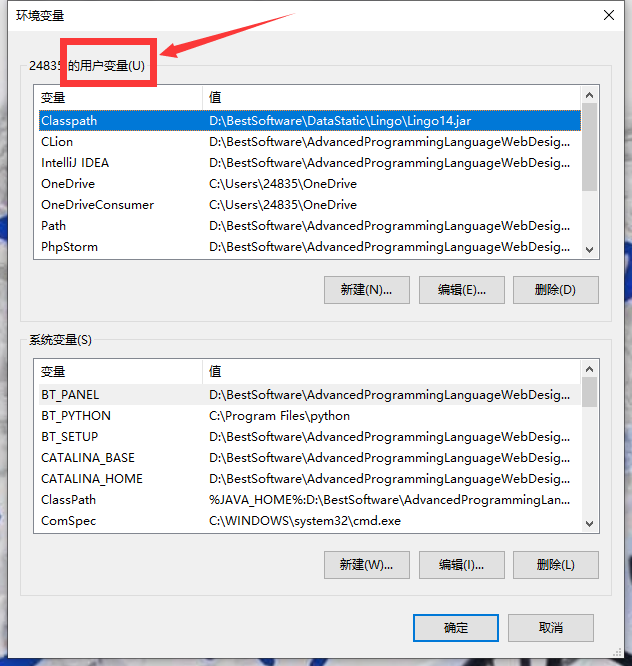 环境变量
24835 的用户变量(U)
变量 值
Classpath D:\BestSoftware\DataStatic\Lingo\Lingo14.jar
CLion D:\BestSoftware\AdvancedProgrammingLanguageWebDesig...
IntelliJ IDEA D:\BestSoftware\AdvancedProgrammingLanguageWebDesig...
OneDrive C:\Users\24835\OneDrive
OneDriveConsumer C:\Users\24835\OneDrive
Path D:\BestSoftware\AdvancedProgrammingLanguageWebDesig...
PhpStorm D:\BestSoftware\AdvancedProgrammingLanguageWebDesig...
新建(N)... 编辑(E)... 删除(D)
系统变量(S)
变量 值
BT_PANEL D:\BestSoftware\AdvancedProgrammingLanguageWebDesig...
BT_PYTHON C:\Program Files\python
BT_SETUP D:\BestSoftware\AdvancedProgrammingLanguageWebDesig...
CATALINA_BASE D:\BestSoftware\AdvancedProgrammingLanguageWebDesig...
CATALINA_HOME D:\BestSoftware\AdvancedProgrammingLanguageWebDesig...
ClassPath %JAVA_HOME%:D:\BestSoftware\AdvancedProgrammingLan...
ComSpec C:\WINDOWS\system32\cmd.exe
新建(W)... 编辑(I)... 删除(L)
确定 取消